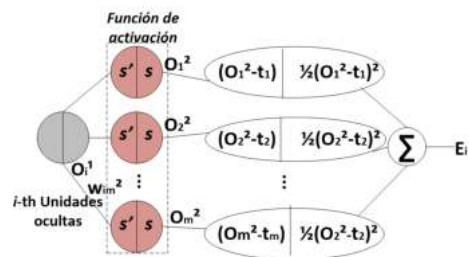 Función de
activación
s' s O₁²
(O₁²-t₁) ½(O₁²-t₁)²
s' s O₂²
(O₂²-t₂) ½(O₂²-t₂)²
Oᵢ¹
Σ Eᵢ
wᵢₘ²
⋮ ⋮
i-th Unidades
ocultas
s' s Oₘ²
(Oₘ²-tₘ) ½(O₂²-t₂)²